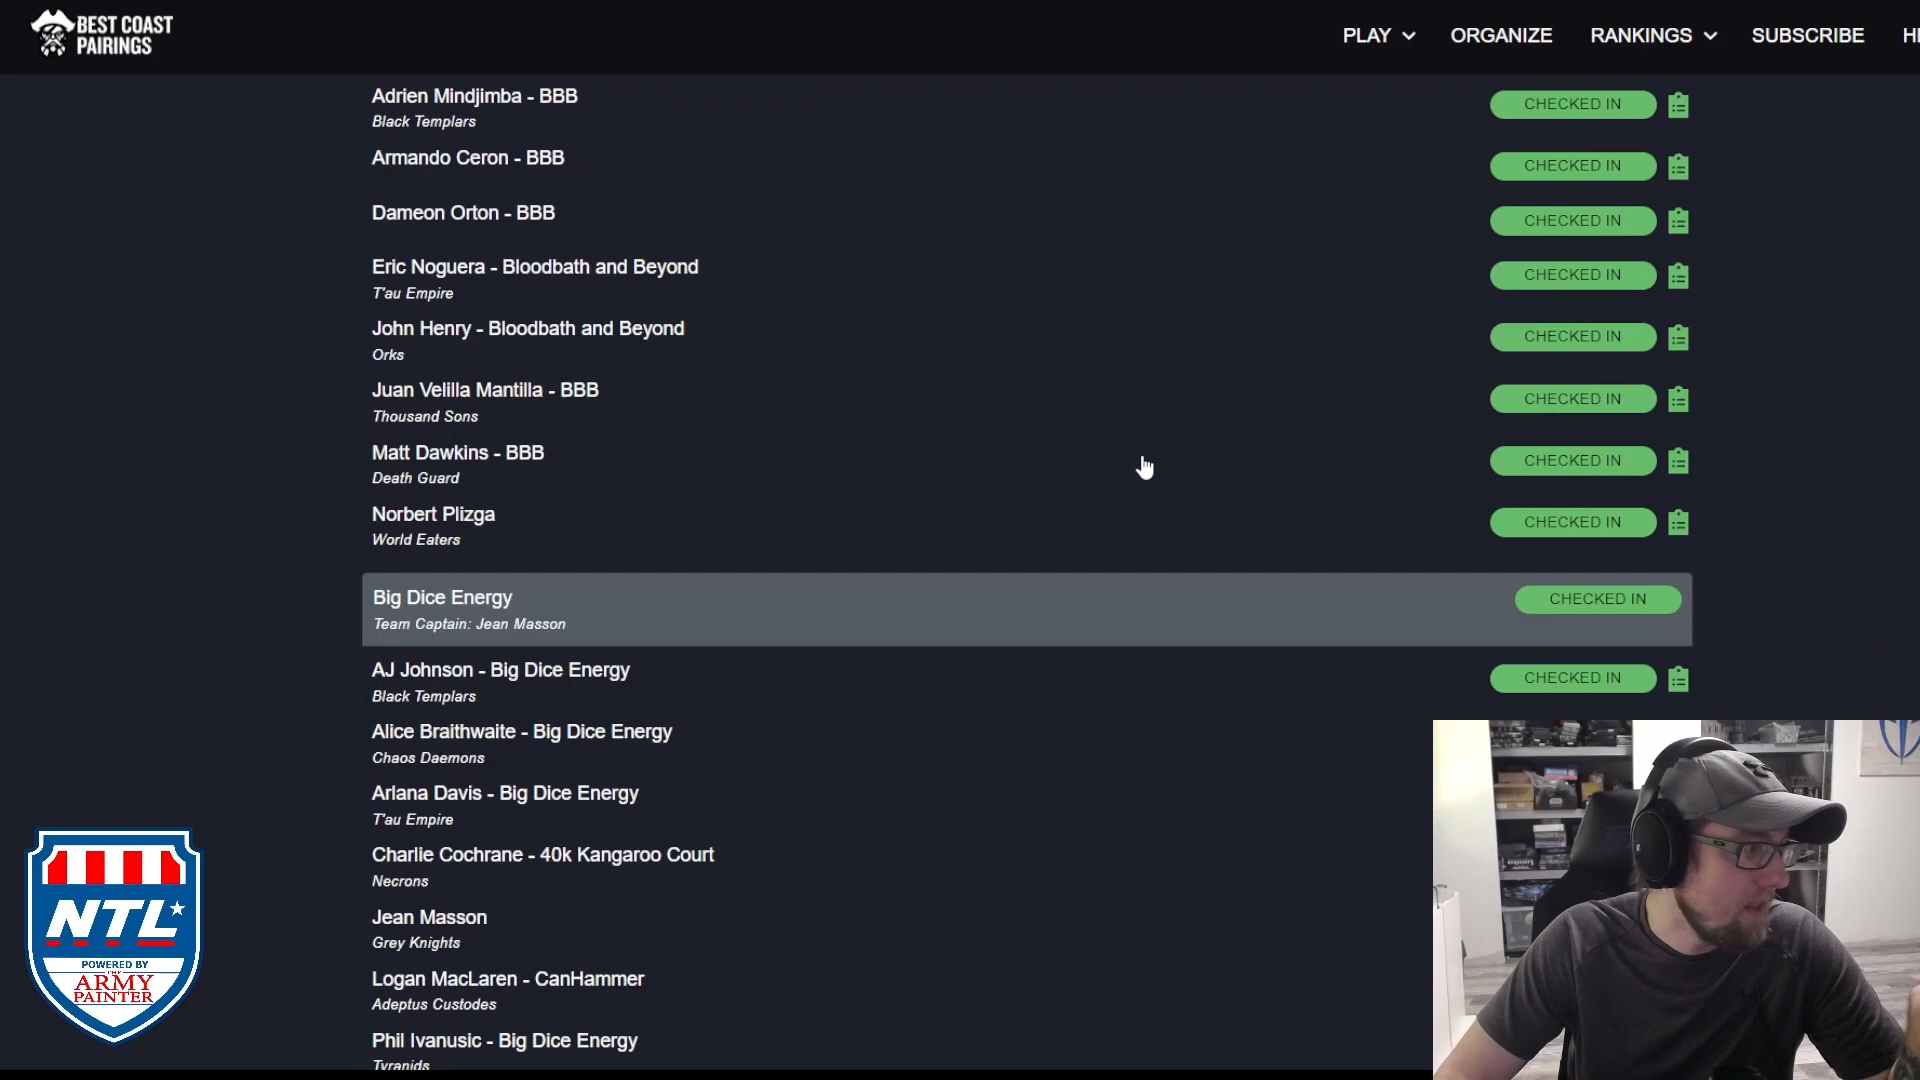 BEST COAST
PAIRINGS
PLAY
ORGANIZE
RANKINGS
SUBSCRIBE
Adrien Mindjimba - BBB
CHECKED IN
Black Templars
Armando Ceron - BBB
CHECKED IN
Dameon Orton - BBB
CHECKED IN
Eric Noguera - Bloodbath and Beyond
CHECKED IN
T'au Empire
John Henry - Bloodbath and Beyond
CHECKED IN
Orks
Juan Velilla Mantilla - BBB
CHECKED IN
Thousand Sons
Matt Dawkins - BBB
CHECKED IN
Death Guard
Norbert Plizga
CHECKED IN
World Eaters
Big Dice Energy
CHECKED IN
Team Captain: Jean Masson
AJ Johnson - Big Dice Energy
CHECKED IN
Black Templars
Alice Braithwaite - Big Dice Energy
Chaos Daemons
Arlana Davis - Big Dice Energy
T'au Empire
Charlie Cochrane - 40k Kangaroo Court
Necrons
Jean Masson
Grey Knights
Logan MacLaren - CanHammer
Adeptus Custodes
Phil Ivanusic - Big Dice Energy
Tyranids
NTL
POWERED BY
THE
ARMY
PAINTER